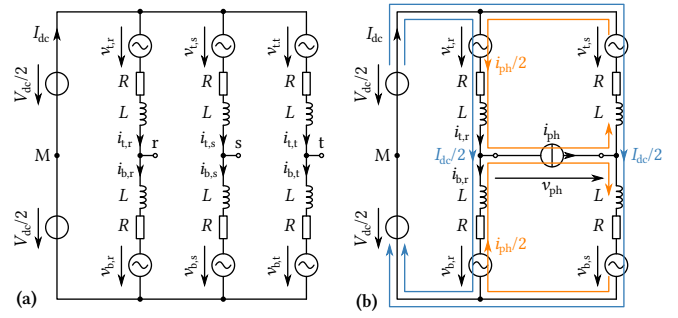 I_dc v_t,r v_t,s v_t,t
V_dc/2 R R R
L L L
i_t,r i_t,s i_t,t
M r s t
i_b,r i_b,s i_b,t
L L L
V_dc/2 R R R
v_b,r v_b,s v_b,t
(a)
I_dc v_t,r v_t,s
i_ph/2
V_dc/2 R R
L L
i_t,r i_ph
M I_dc/2 I_dc/2
i_b,r v_ph
L L
V_dc/2 R R
i_ph/2
v_b,r v_b,s
(b)